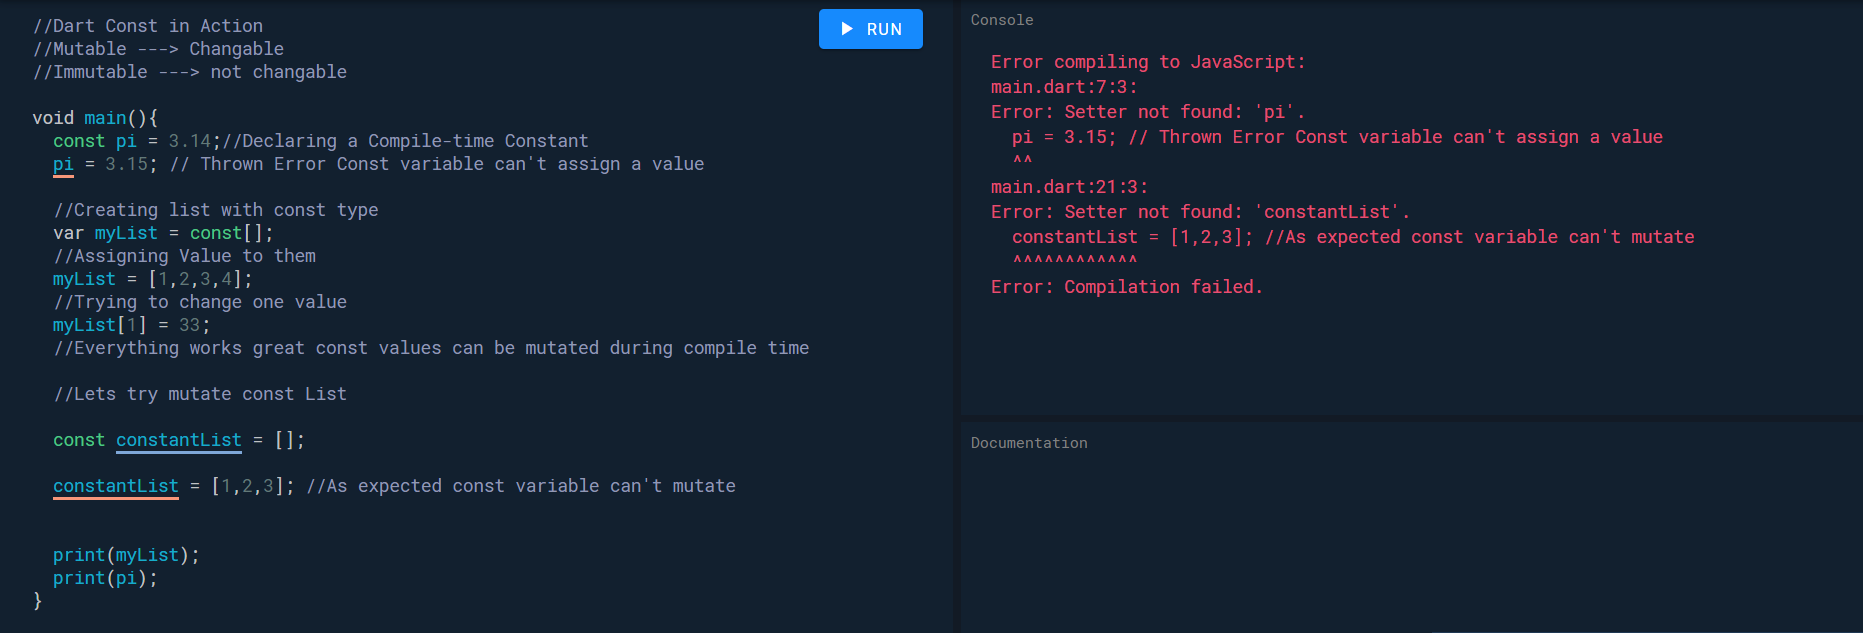 //Dart Const in Action
//Mutable ---> Changable
//Immutable ---> not changable
void main(){
const pi = 3.14;//Declaring a Compile-time Constant
pi = 3.15; // Thrown Error Const variable can't assign a value
//Creating list with const type
var myList = const[];
//Assigning Value to them
myList = [1,2,3,4];
//Trying to change one value
myList[1] = 33;
//Everything works great const values can be mutated during compile time
//Lets try mutate const List
const constantList = [];
constantList = [1,2,3]; //As expected const variable can't mutate
print(myList);
print(pi);
}
RUN
Console
Error compiling to JavaScript:
main.dart:7:3:
Error: Setter not found: 'pi'.
pi = 3.15; // Thrown Error Const variable can't assign a value
^^
main.dart:21:3:
Error: Setter not found: 'constantList'.
constantList = [1,2,3]; //As expected const variable can't mutate
^^^^^^^^^^^^
Error: Compilation failed.
Documentation